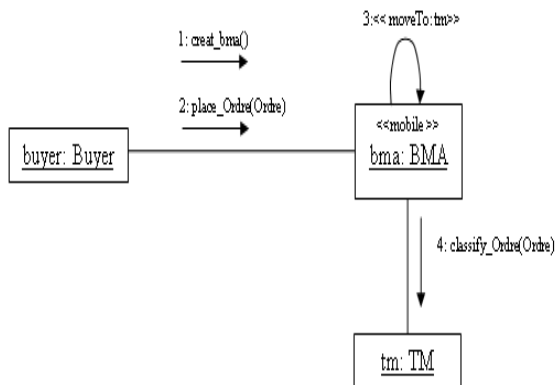 3:<< moveTo: tm>>
1: creat_bma()
2: place_Ordre(Ordre)
<<mobile>>
buyer: Buyer
bma: BMA
4: classify_Ordre(Ordre)
tm: TM